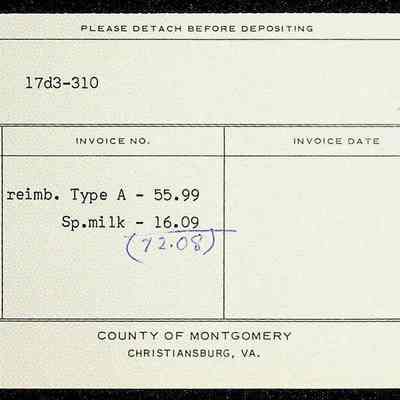 PLEASE DETACH BEFORE DEPOSITING
17d3-310
INVOICE NO.
INVOICE DATE
reimb. Type A - 55.99
Sp.milk - 16.09
(72.08)
COUNTY OF MONTGOMERY
CHRISTIANSBURG, VA.